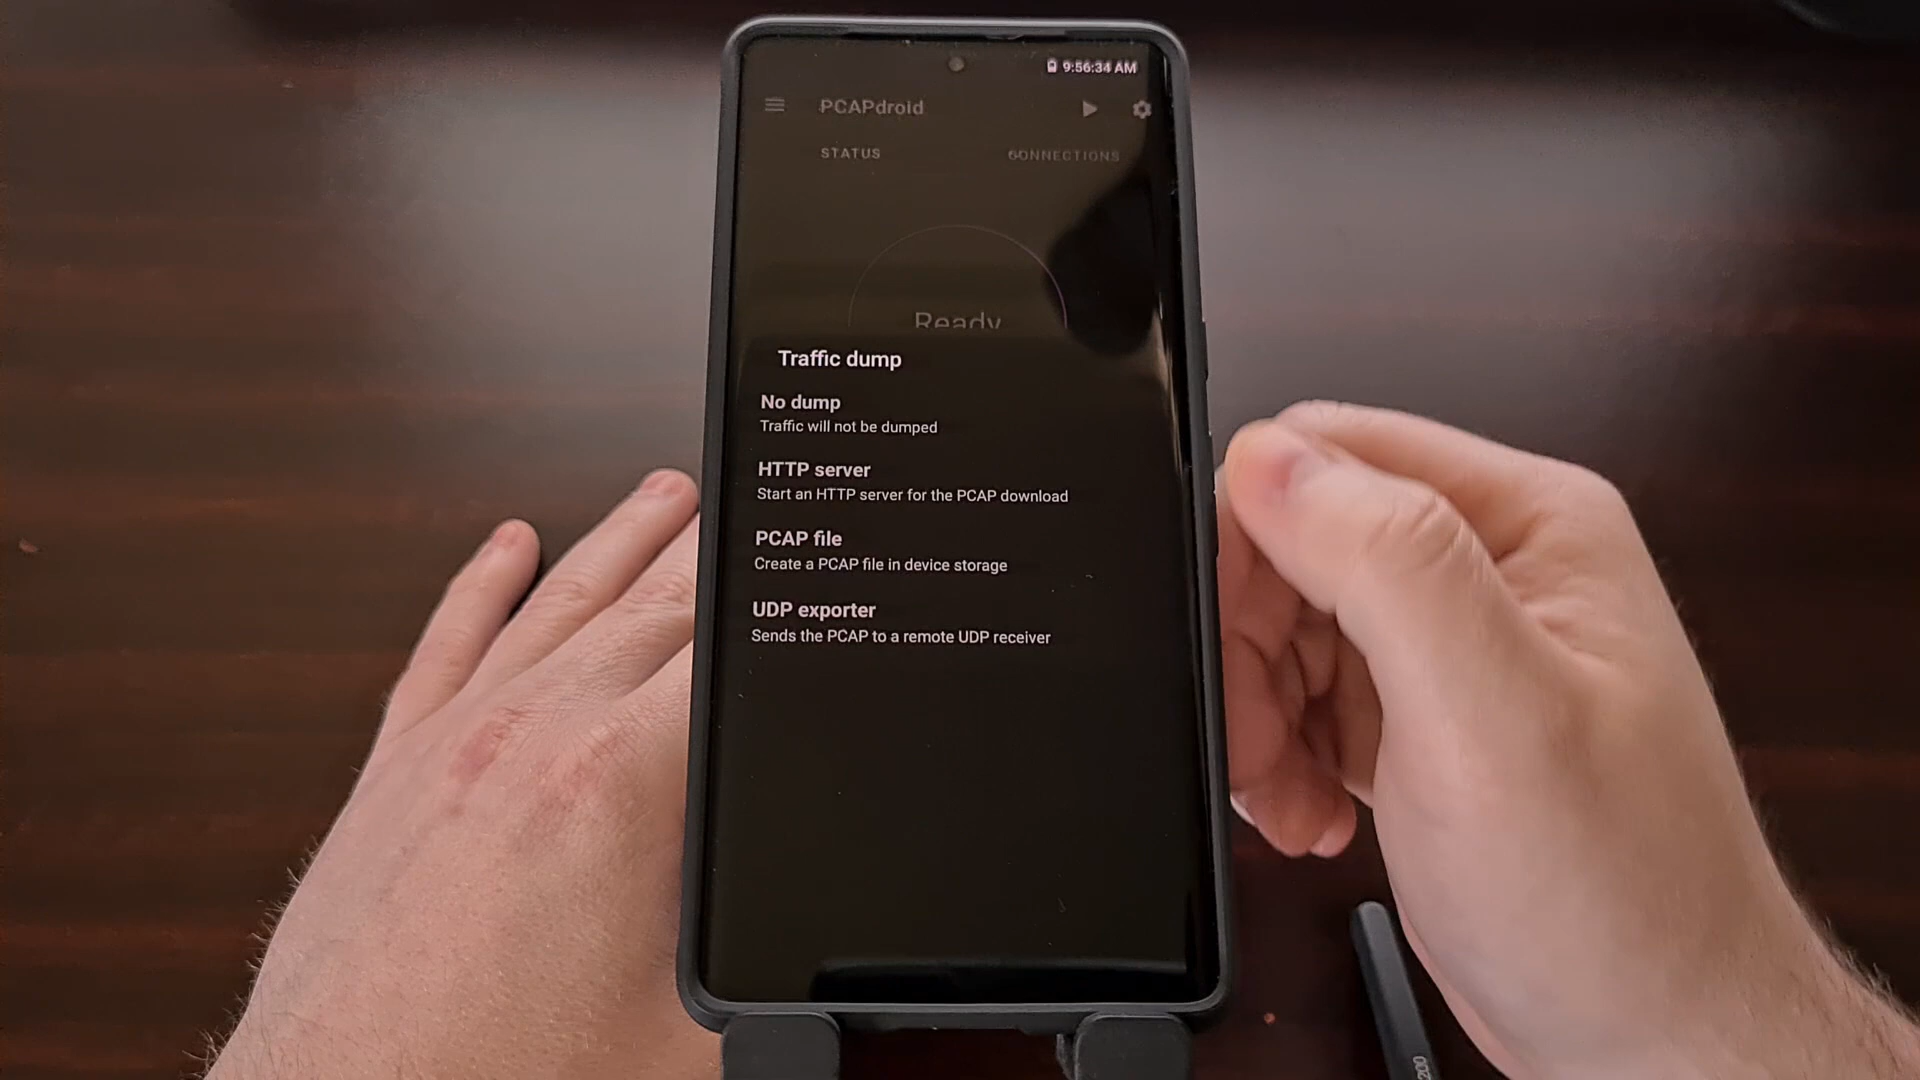 9:56:34 AM
PCAPdroid
STATUS
CONNECTIONS
Ready
Traffic dump
No dump
Traffic will not be dumped
HTTP server
Start an HTTP server for the PCAP download
PCAP file
Create a PCAP file in device storage
UDP exporter
Sends the PCAP to a remote UDP receiver
200